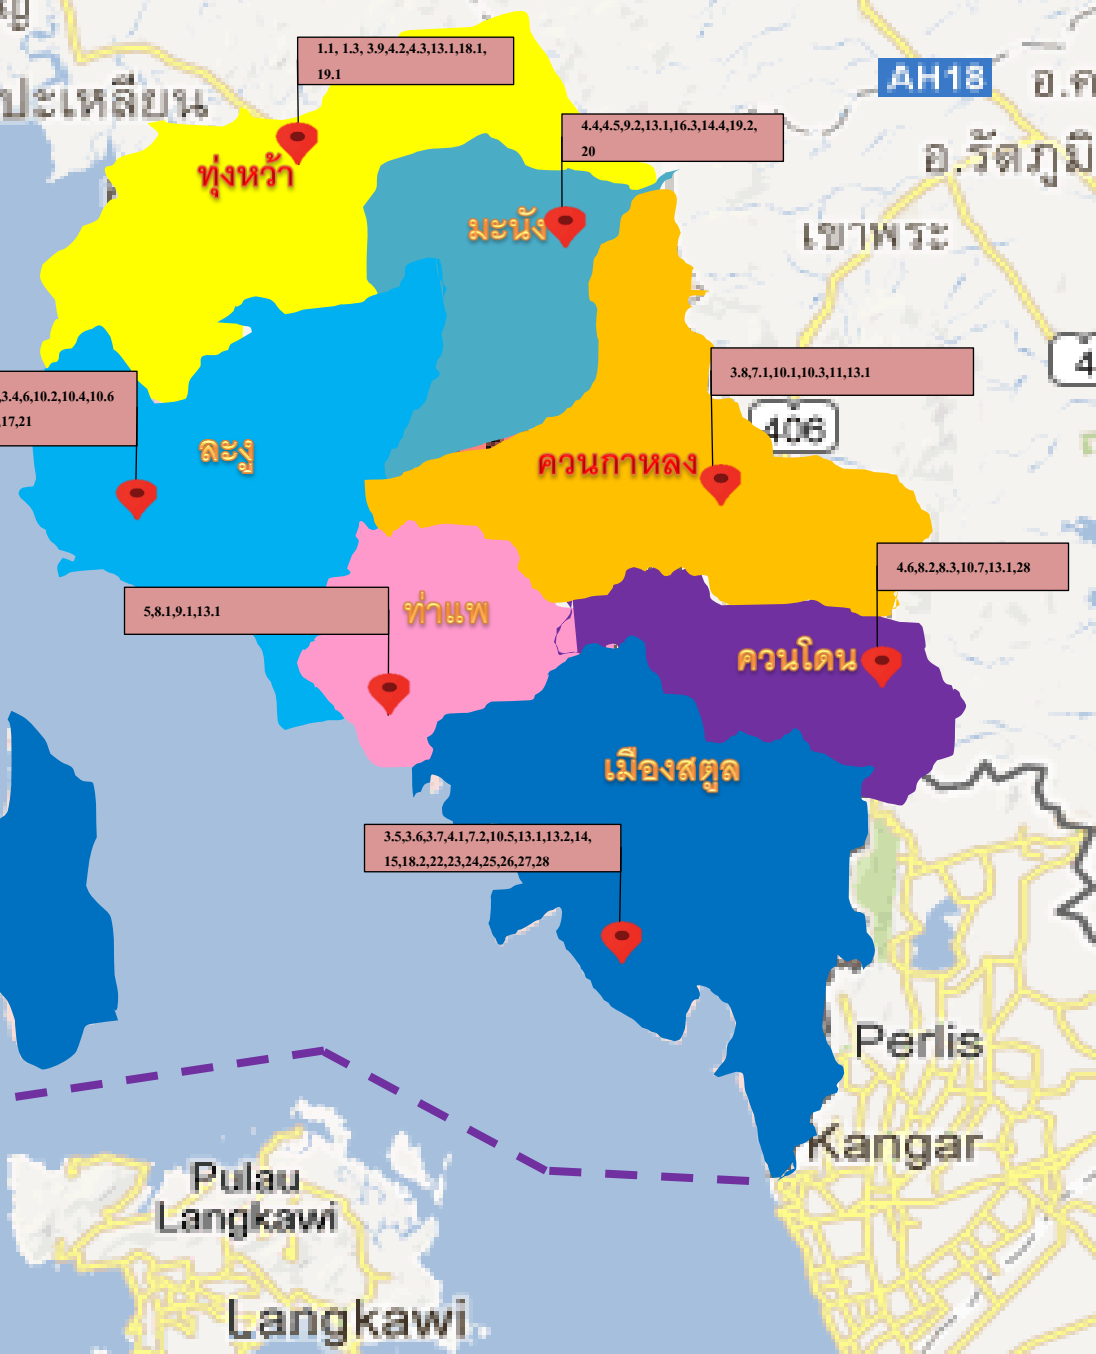 1.1, 1.3, 3.9,4.2,4.3,13.1,18.1,
19.1
AH18
ปะเหลียน
4.4,4.5,9.2,13.1,16.3,14.4,19.2,
20
อ.รัตภูมิ
ทุ่งหว้า
มะนัง
เขาพระ
3.8,7.1,10.1,10.3,11,13.1
4
,3.4,6,10.2,10.4,10.6
,17,21
406
ละงู
ควนกาหลง
4.6,8.2,8.3,10.7,13.1,28
5,8.1,9.1,13.1
ท่าแพ
ควนโดน
เมืองสตูล
3.5,3.6,3.7,4.1,7.2,10.5,13.1,13.2,14,
15,18.2,22,23,24,25,26,27,28
Perlis
Kangar
Pulau
Langkawi
Langkawi